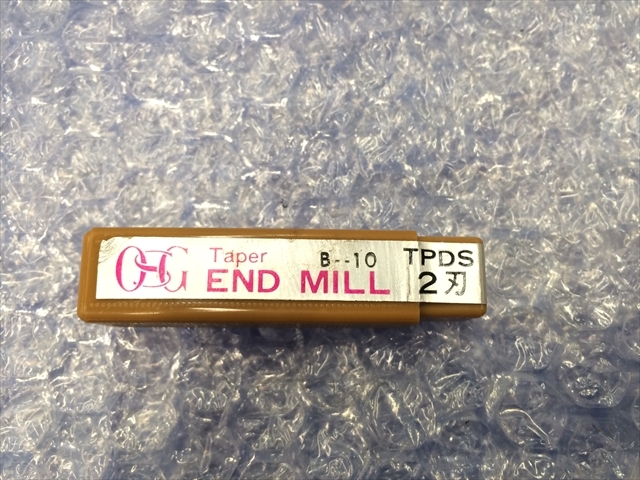 OSG Taper B--10 TPDS
END MILL 2刃